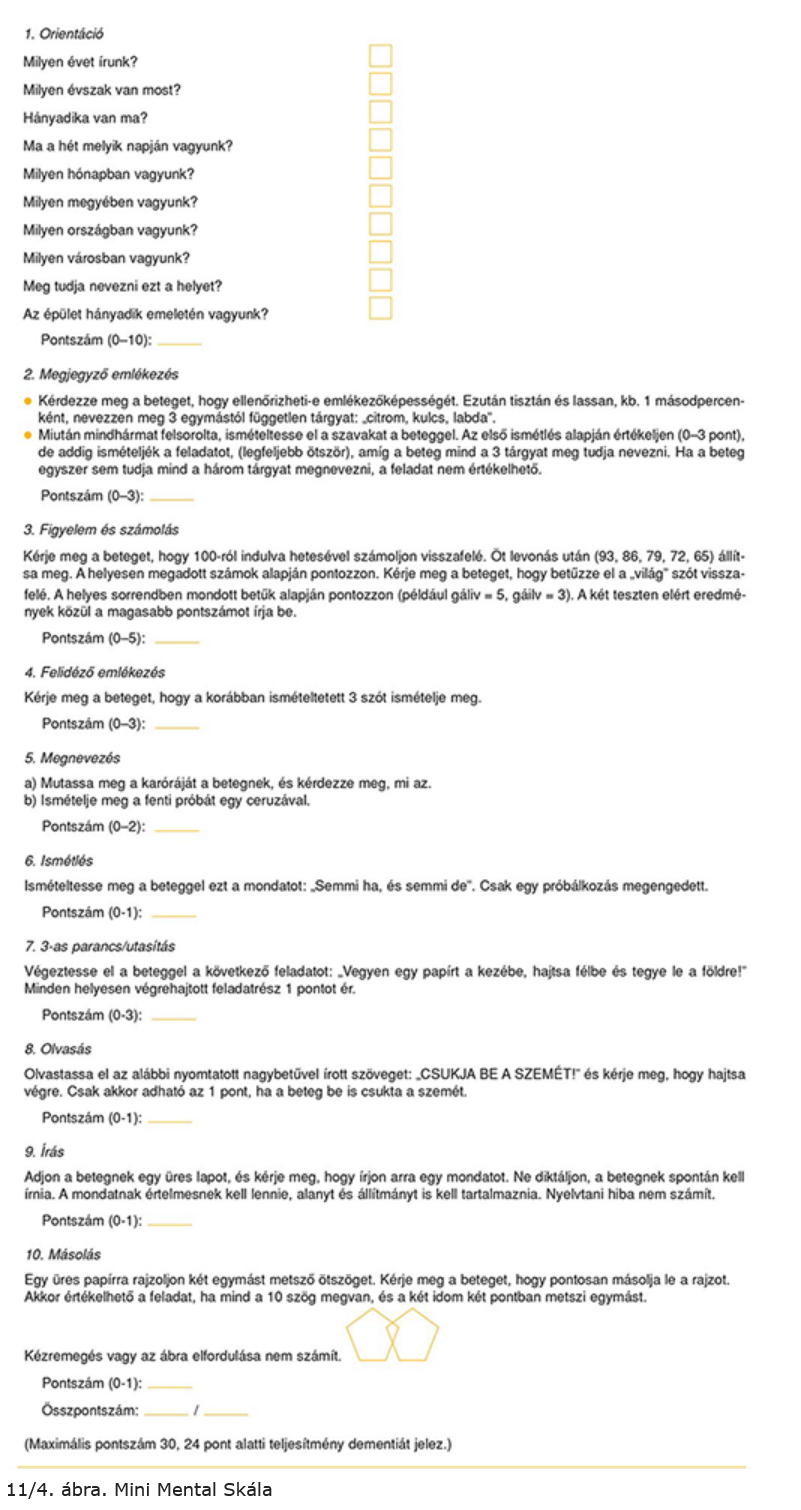 1. Orientáció
Milyen évet írunk?
Milyen évszak van most?
Hányadika van ma?
Ma a hét melyik napján vagyunk?
Milyen hónapban vagyunk?
Milyen megyében vagyunk?
Milyen országban vagyunk?
Milyen városban vagyunk?
Meg tudja nevezni ezt a helyet?
Az épület hányadik emeletén vagyunk?
Pontszám (0–10): ______
2. Megjegyző emlékezés
• Kérdezze meg a beteget, hogy ellenőrizheti-e emlékezőképességét. Ezután tisztán és lassan, kb. 1 másodpercen-
ként, nevezzen meg 3 egymástól független tárgyat: „citrom, kulcs, labda”.
• Miután mindhármat felsorolta, ismételtesse el a szavakat a beteggel. Az első ismétlés alapján értékeljen (0–3 pont),
de addig ismételjék a feladatot, (legfeljebb ötször), amíg a beteg mind a 3 tárgyat meg tudja nevezni. Ha a beteg
egyszer sem tudja mind a három tárgyat megnevezni, a feladat nem értékelhető.
Pontszám (0–3): ______
3. Figyelem és számolás
Kérje meg a beteget, hogy 100-ról indulva hetesével számoljon visszafelé. Öt levonás után (93, 86, 79, 72, 65) állít-
sa meg. A helyesen megadott számok alapján pontozzon. Kérje meg a beteget, hogy betűzze el a „világ” szót vissza-
felé. A helyes sorrendben mondott betűk alapján pontozzon (például gáliv = 5, gáilv = 3). A két teszten elért eredmé-
nyek közül a magasabb pontszámot írja be.
Pontszám (0–5): ______
4. Felidéző emlékezés
Kérje meg a beteget, hogy a korábban ismételtetett 3 szót ismételje meg.
Pontszám (0–3): ______
5. Megnevezés
a) Mutassa meg a karóráját a betegnek, és kérdezze meg, mi az.
b) Ismételje meg a fenti próbát egy ceruzával.
Pontszám (0–2): ______
6. Ismétlés
Ismételtesse meg a beteggel ezt a mondatot: „Semmi ha, és semmi de”. Csak egy próbálkozás megengedett.
Pontszám (0-1): ______
7. 3-as parancs/utasítás
Végeztesse el a beteggel a következő feladatot: „Vegyen egy papírt a kezébe, hajtsa félbe és tegye le a földre!”
Minden helyesen végrehajtott feladatrész 1 pontot ér.
Pontszám (0-3): ______
8. Olvasás
Olvastassa el az alábbi nyomtatott nagybetűvel írott szöveget: „CSUKJA BE A SZEMÉT!” és kérje meg, hogy hajtsa
végre. Csak akkor adható az 1 pont, ha a beteg be is csukta a szemét.
Pontszám (0-1): ______
9. Írás
Adjon a betegnek egy üres lapot, és kérje meg, hogy írjon arra egy mondatot. Ne diktáljon, a betegnek spontán kell
írnia. A mondatnak értelmesnek kell lennie, alanyt és állítmányt is kell tartalmaznia. Nyelvtani hiba nem számít.
Pontszám (0-1): ______
10. Másolás
Egy üres papírra rajzoljon két egymást metsző ötszöget. Kérje meg a beteget, hogy pontosan másolja le a rajzot.
Akkor értékelhető a feladat, ha mind a 10 szög megvan, és a két idom két pontban metszi egymást.
Kézremegés vagy az ábra elfordulása nem számít.
Pontszám (0-1): ______
Összpontszám: ______ / ______
(Maximális pontszám 30, 24 pont alatti teljesítmény dementiát jelez.)
11/4. ábra. Mini Mental Skála